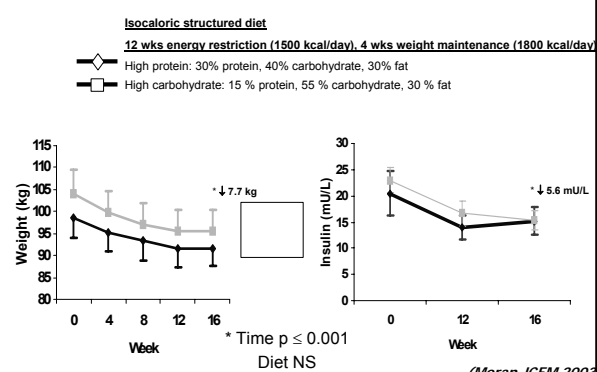 Isocaloric structured diet
12 wks energy restriction (1500 kcal/day), 4 wks weight maintenance (1800 kcal/day)
High protein: 30% protein, 40% carbohydrate, 30% fat
High carbohydrate: 15 % protein, 55 % carbohydrate, 30 % fat
Weight (kg)
115
110
105
100
95
90
85
80
0 4 8 12 16
Week
* ↓ 7.7 kg
Insulin (mU/L)
30
25
20
15
10
5
0
0 12 16
Week
* ↓ 5.6 mU/L
* Time p ≤ 0.001
Diet NS